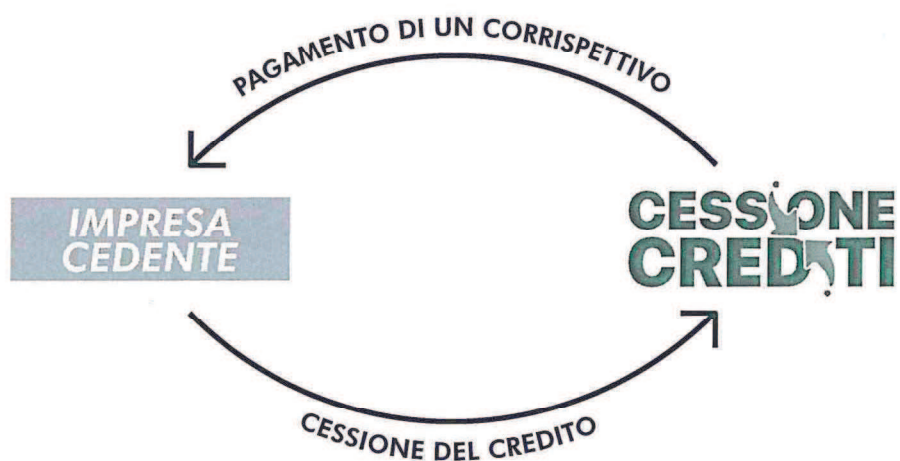 PAGAMENTO DI UN CORRISPETTIVO
IMPRESA
CEDENTE
CESSIONE
CREDITI
CESSIONE DEL CREDITO